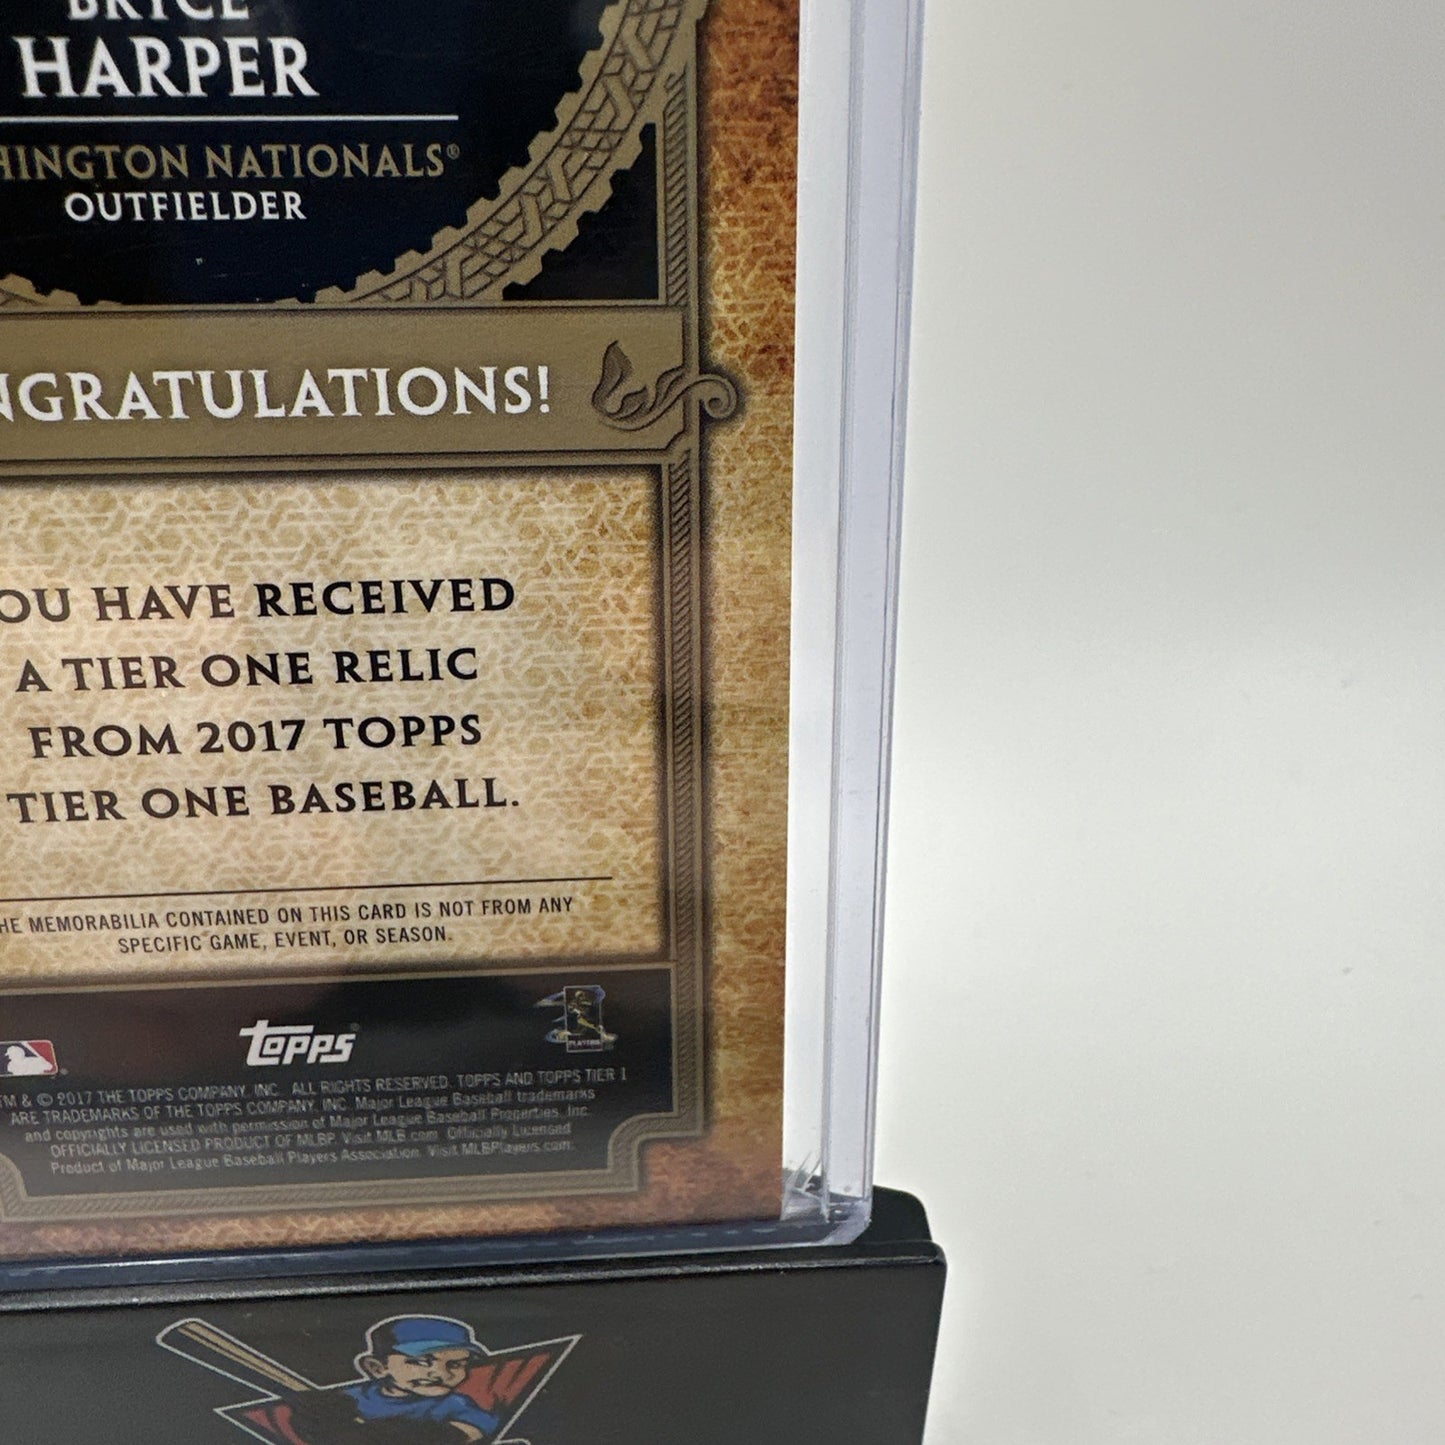 BRYCE
HARPER
HINGTON NATIONALS®
OUTFIELDER
NGRATULATIONS!
OU HAVE RECEIVED
A TIER ONE RELIC
FROM 2017 TOPPS
TIER ONE BASEBALL.
HE MEMORABILIA CONTAINED ON THIS CARD IS NOT FROM ANY
SPECIFIC GAME, EVENT, OR SEASON.
topps
PLAYERS
TM & © 2017 THE TOPPS COMPANY, INC. ALL RIGHTS RESERVED. TOPPS AND TOPPS TIER 1
ARE TRADEMARKS OF THE TOPPS COMPANY, INC. Major League Baseball trademarks
and copyrights are used with permission of Major League Baseball Properties, Inc.
OFFICIALLY LICENSED PRODUCT OF MLBP. Visit MLB.com. Officially Licensed
Product of Major League Baseball Players Association. Visit MLBPlayers.com.